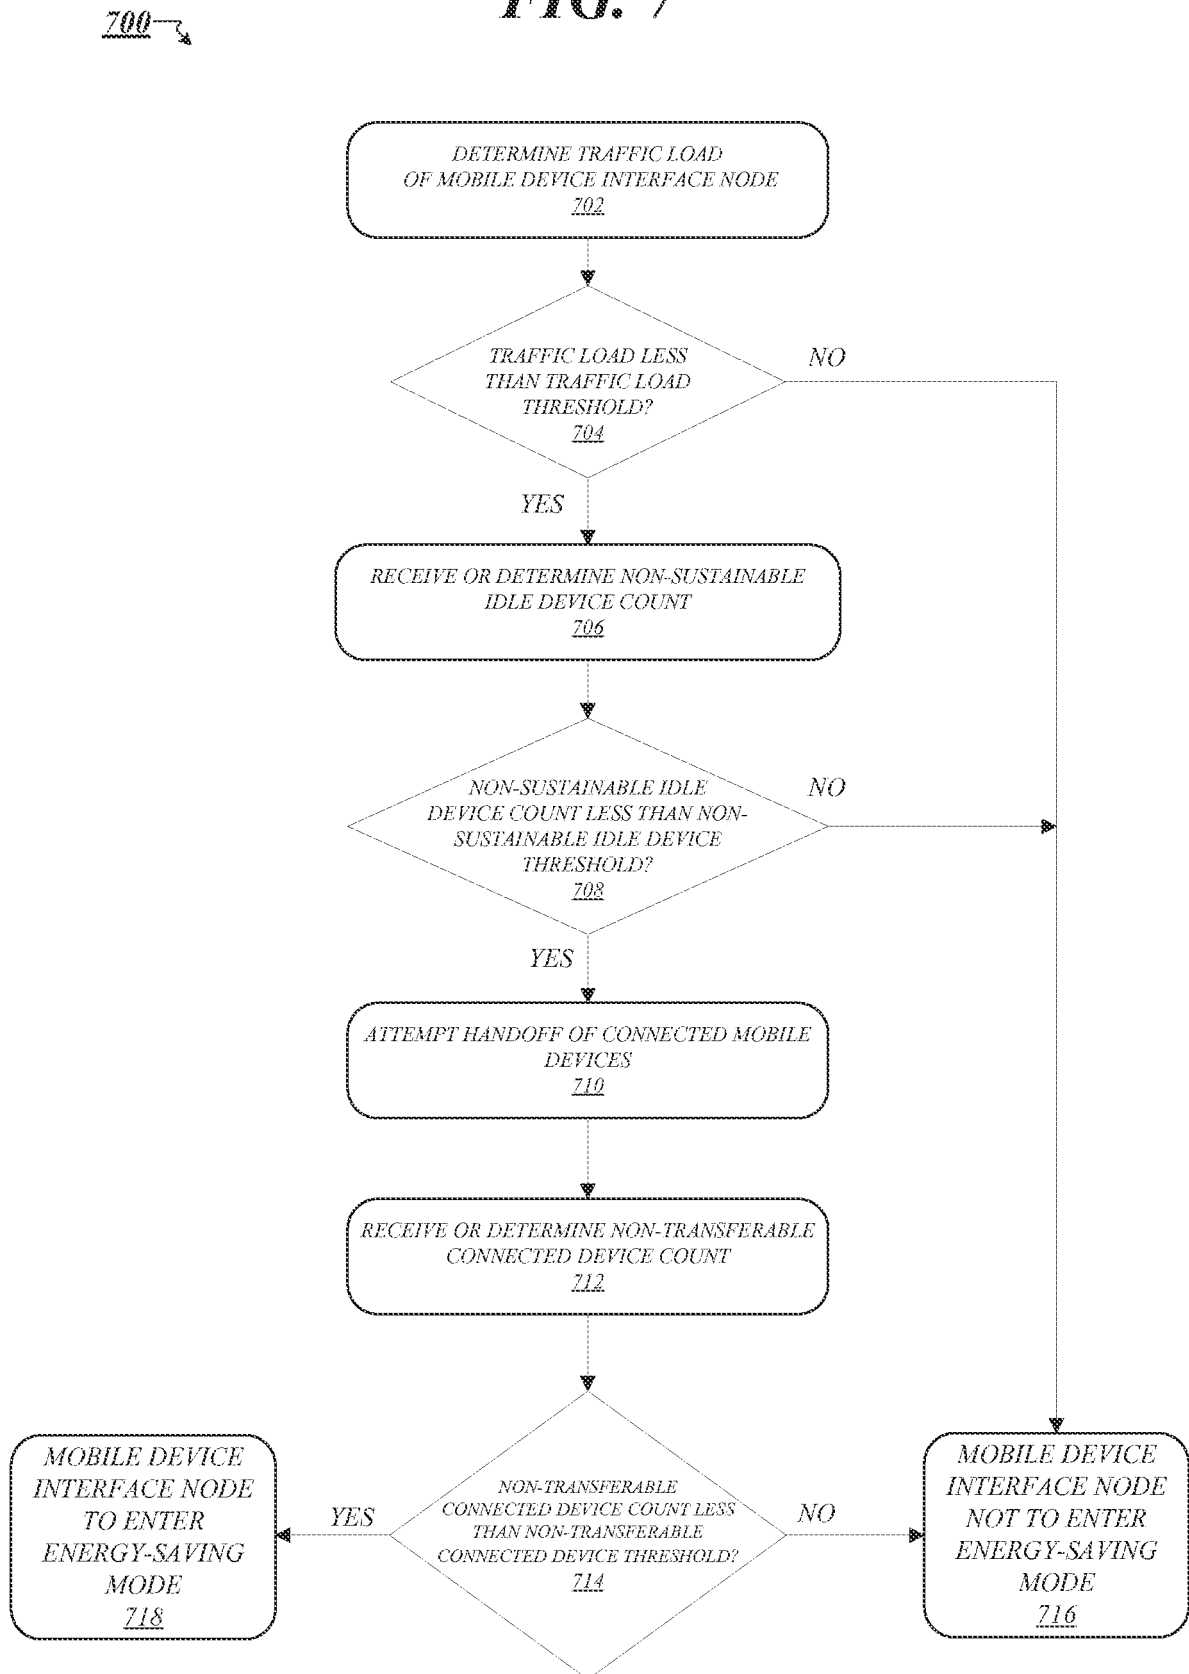 FIG. 7
700
DETERMINE TRAFFIC LOAD
OF MOBILE DEVICE INTERFACE NODE
702
TRAFFIC LOAD LESS
THAN TRAFFIC LOAD
THRESHOLD?
704
NO
YES
RECEIVE OR DETERMINE NON-SUSTAINABLE
IDLE DEVICE COUNT
706
NON-SUSTAINABLE IDLE
DEVICE COUNT LESS THAN NON-
SUSTAINABLE IDLE DEVICE
THRESHOLD?
708
NO
YES
ATTEMPT HANDOFF OF CONNECTED MOBILE
DEVICES
710
RECEIVE OR DETERMINE NON-TRANSFERABLE
CONNECTED DEVICE COUNT
712
NON-TRANSFERABLE
CONNECTED DEVICE COUNT LESS
THAN NON-TRANSFERABLE
CONNECTED DEVICE THRESHOLD?
714
YES
NO
MOBILE DEVICE
INTERFACE NODE
TO ENTER
ENERGY-SAVING
MODE
718
MOBILE DEVICE
INTERFACE NODE
NOT TO ENTER
ENERGY-SAVING
MODE
716